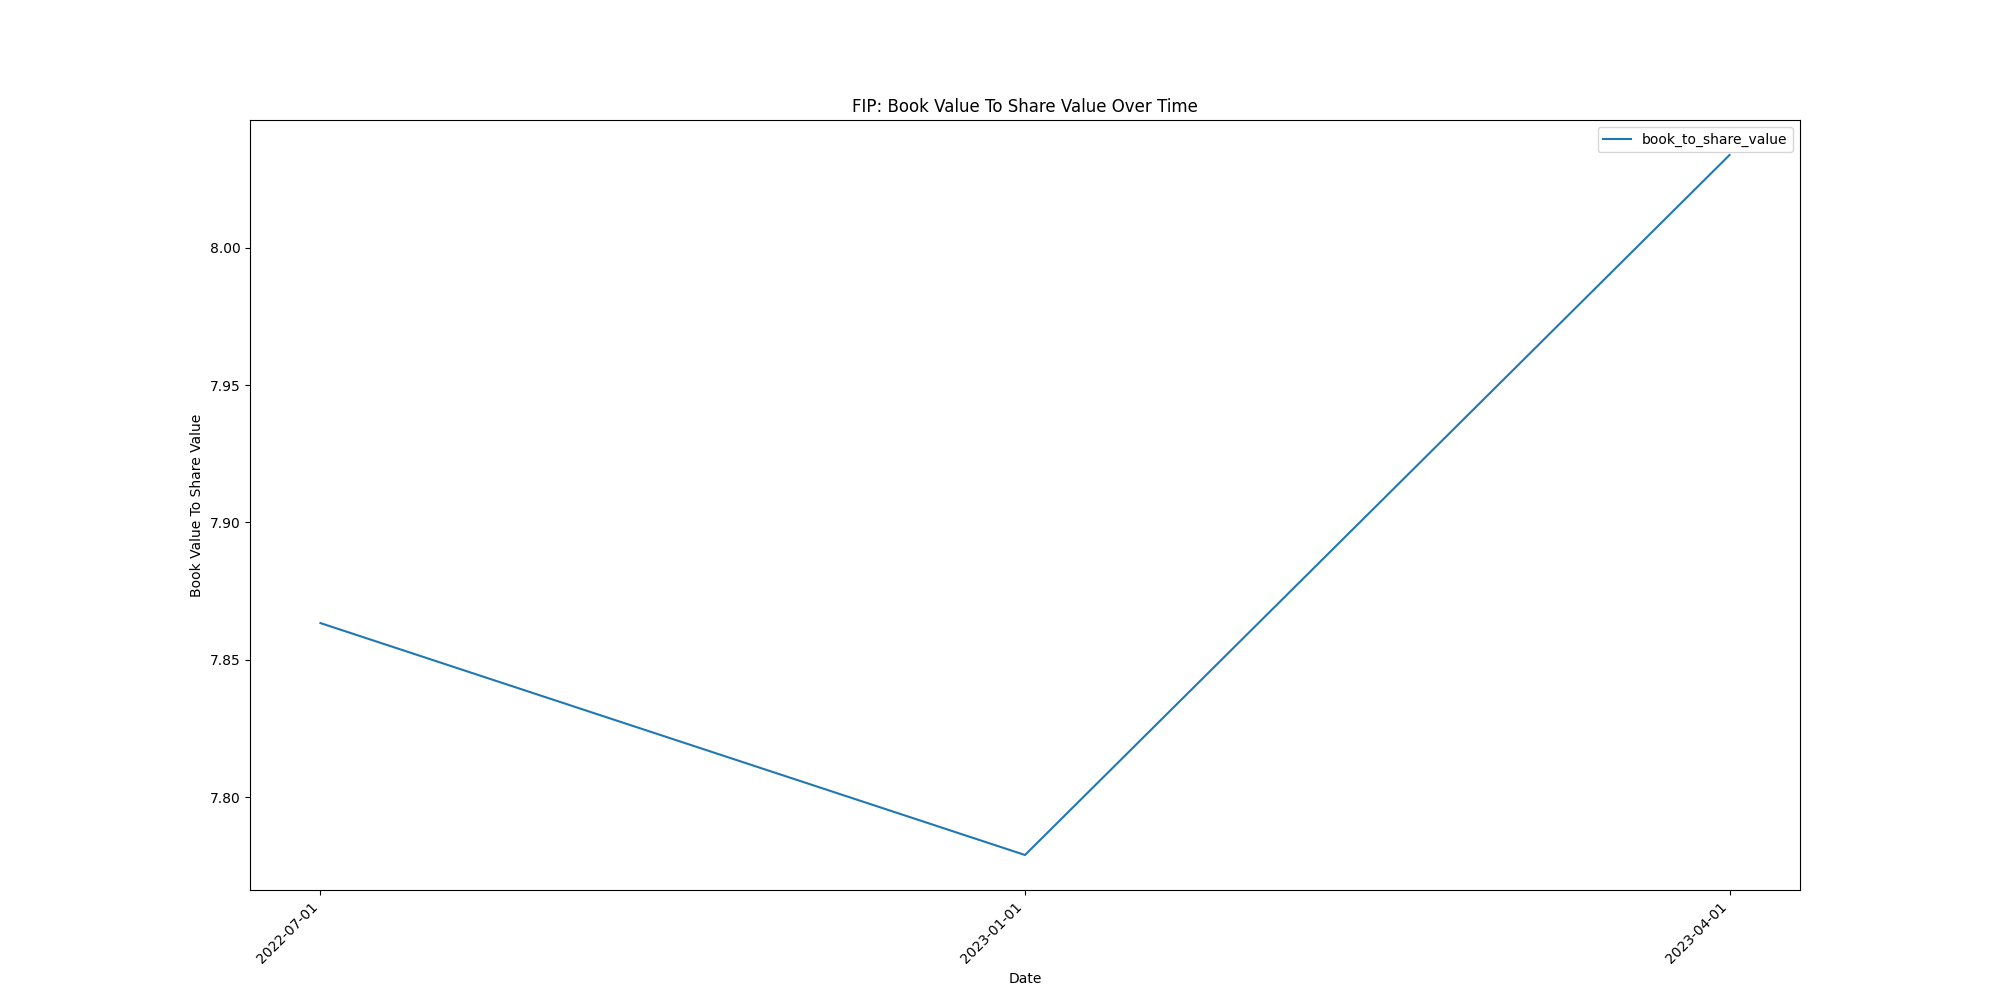 FIP: Book Value To Share Value Over Time
book_to_share_value
8.00
7.95
7.90
7.85
7.80
Book Value To Share Value
2022-07-01
2023-01-01
2023-04-01
Date